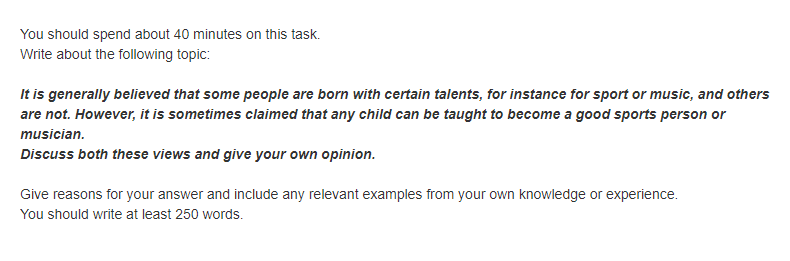 You should spend about 40 minutes on this task.
Write about the following topic:
It is generally believed that some people are born with certain talents, for instance for sport or music, and others
are not. However, it is sometimes claimed that any child can be taught to become a good sports person or
musician.
Discuss both these views and give your own opinion.
Give reasons for your answer and include any relevant examples from your own knowledge or experience.
You should write at least 250 words.